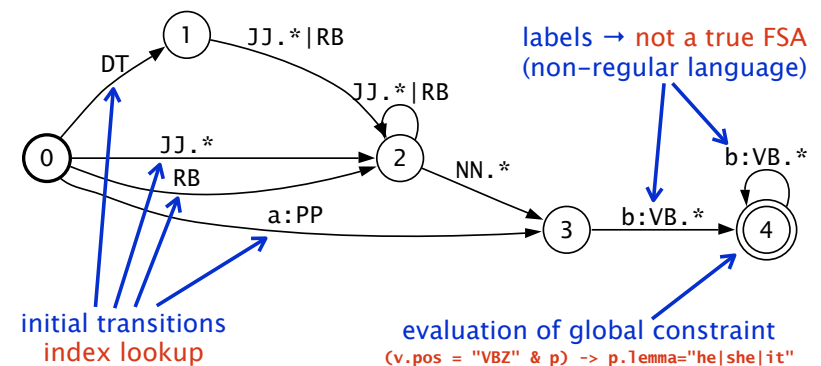 1
JJ.*|RB
labels → not a true FSA
(non-regular language)
DT
JJ.*|RB
0
JJ.*
2
b:VB.*
RB
NN.*
a:PP
3
b:VB.*
4
initial transitions
index lookup
evaluation of global constraint
(v.pos = "VBZ" & p) -> p.lemma="he|she|it"